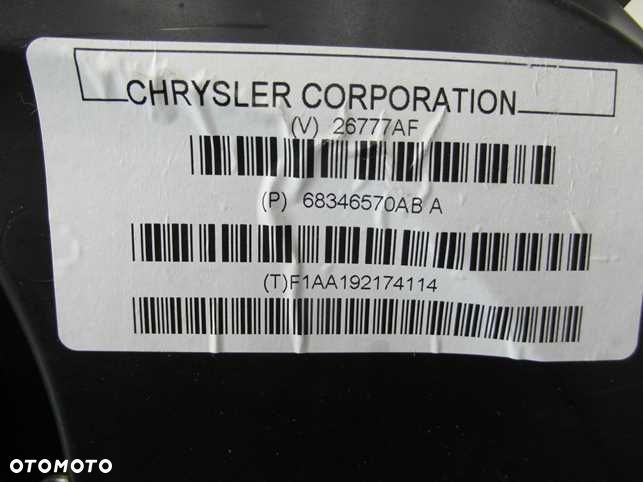 CHRYSLER CORPORATION
(V) 26777AF
(P) 68346570AB A
(T)F1AA192174114
OTOMOTO